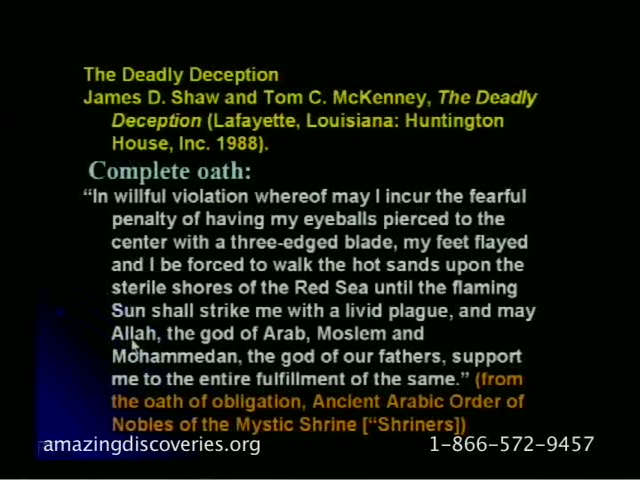 The Deadly Deception
James D. Shaw and Tom C. McKenney, The Deadly
Deception (Lafayette, Louisiana: Huntington
House, Inc. 1988).
Complete oath:
“In willful violation whereof may I incur the fearful
penalty of having my eyeballs pierced to the
center with a three-edged blade, my feet flayed
and I be forced to walk the hot sands upon the
sterile shores of the Red Sea until the flaming
Sun shall strike me with a livid plague, and may
Allah, the god of Arab, Moslem and
Mohammedan, the god of our fathers, support
me to the entire fulfillment of the same.” (from
the oath of obligation, Ancient Arabic Order of
Nobles of the Mystic Shrine [“Shriners])
amazingdiscoveries.org 1-866-572-9457